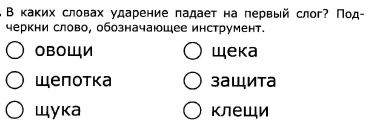 В каких словах ударение падает на первый слог? Под-
черкни слово, обозначающее инструмент.
овощи щека
щепотка защита
щука клещи